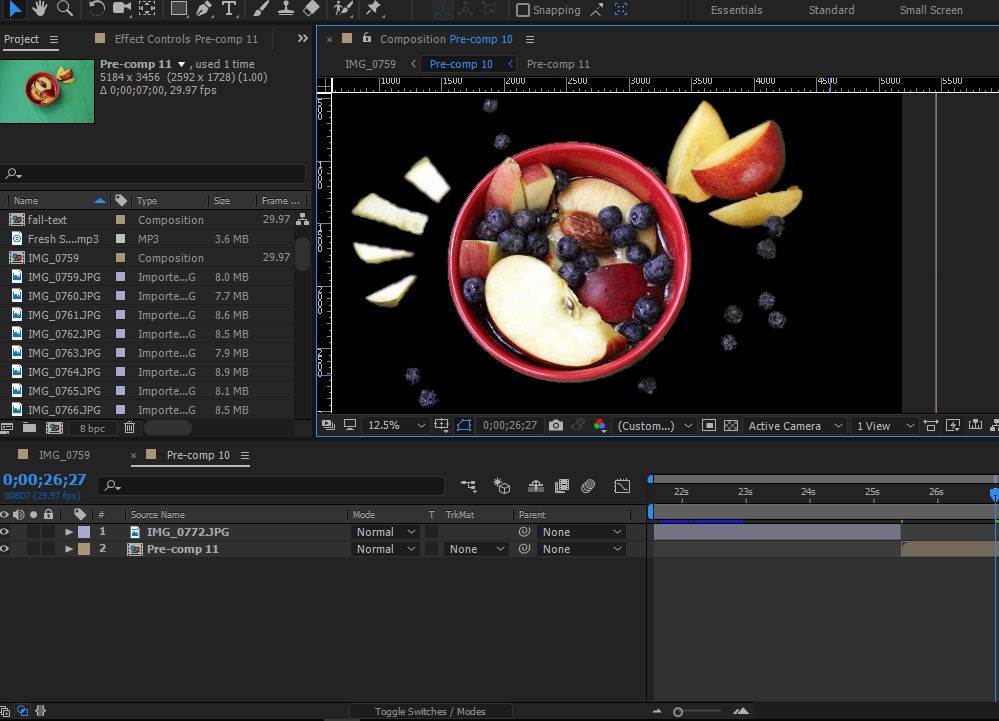 Snapping
Essentials Standard Small Screen
Project
Effect Controls Pre-comp 11
Composition Pre-comp 10
Pre-comp 11 , used 1 time
5184 x 3456 (2592 x 1728) (1.00)
Δ 0;00;07;00, 29.97 fps
IMG_0759 Pre-comp 10 Pre-comp 11
1000 1500 2000 2500 3000 3500 4000 4500 5000 5500
Name Type Size Frame ...
fall-text Composition 29.97
Fresh S....mp3 MP3 3.6 MB
IMG_0759 Composition 29.97
IMG_0759.JPG Importe...G 8.0 MB
IMG_0760.JPG Importe...G 7.7 MB
IMG_0761.JPG Importe...G 8.6 MB
IMG_0762.JPG Importe...G 8.5 MB
IMG_0763.JPG Importe...G 7.9 MB
IMG_0764.JPG Importe...G 8.9 MB
IMG_0765.JPG Importe...G 8.1 MB
IMG_0766.JPG Importe...G 8.5 MB
8 bpc
12.5% 0;00;26;27 (Custom...) Active Camera 1 View
IMG_0759 Pre-comp 10
0;00;26;27
00807 (29.97 fps)
22s 23s 24s 25s 26s
# Source Name Mode T TrkMat Parent
1 IMG_0772.JPG Normal None
2 Pre-comp 11 Normal None None
Toggle Switches / Modes